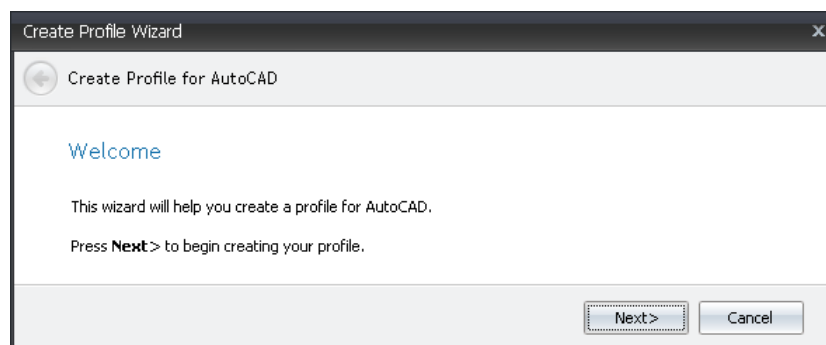 Create Profile Wizard
x
Create Profile for AutoCAD
Welcome
This wizard will help you create a profile for AutoCAD.
Press Next> to begin creating your profile.
Next>
Cancel